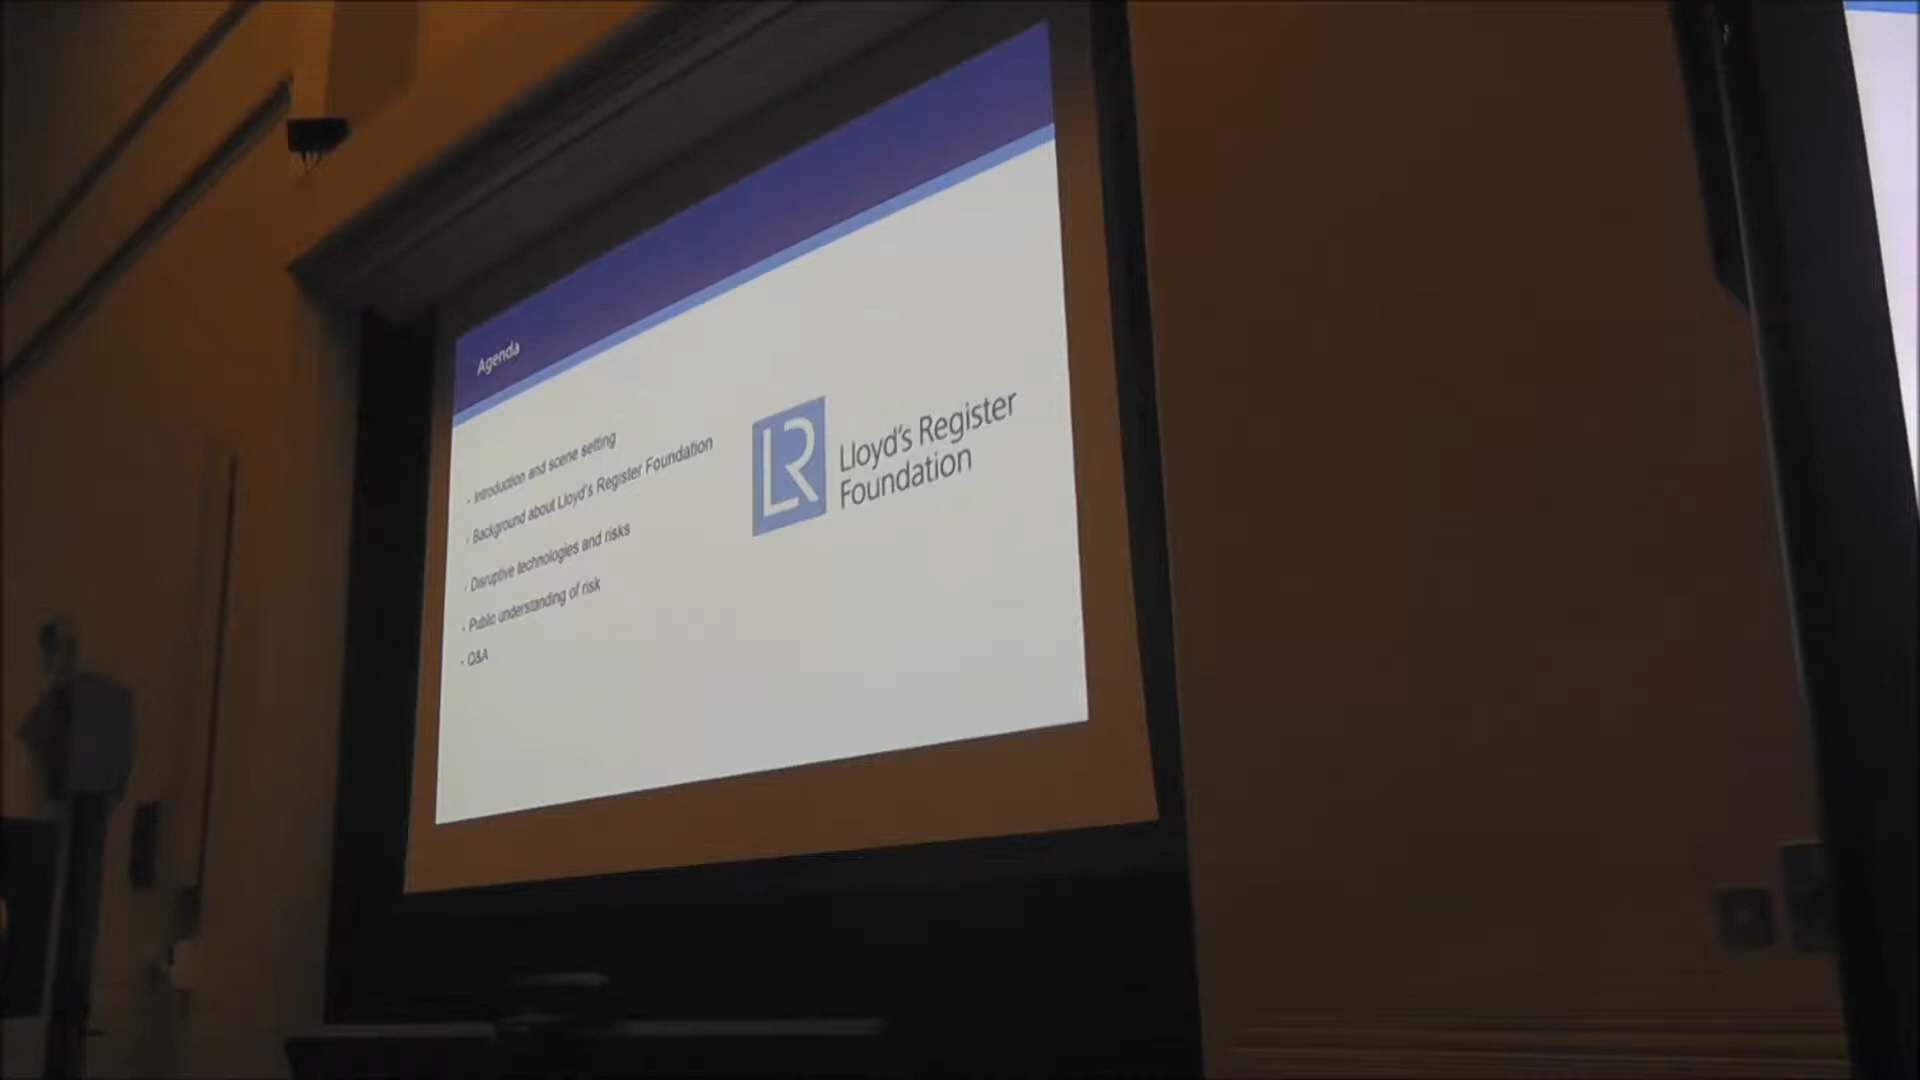 Agenda
- Introduction and scene setting
- Background about Lloyd's Register Foundation
- Disruptive technologies and risks
- Public understanding of risk
- Q&A
LR
Lloyd's Register
Foundation